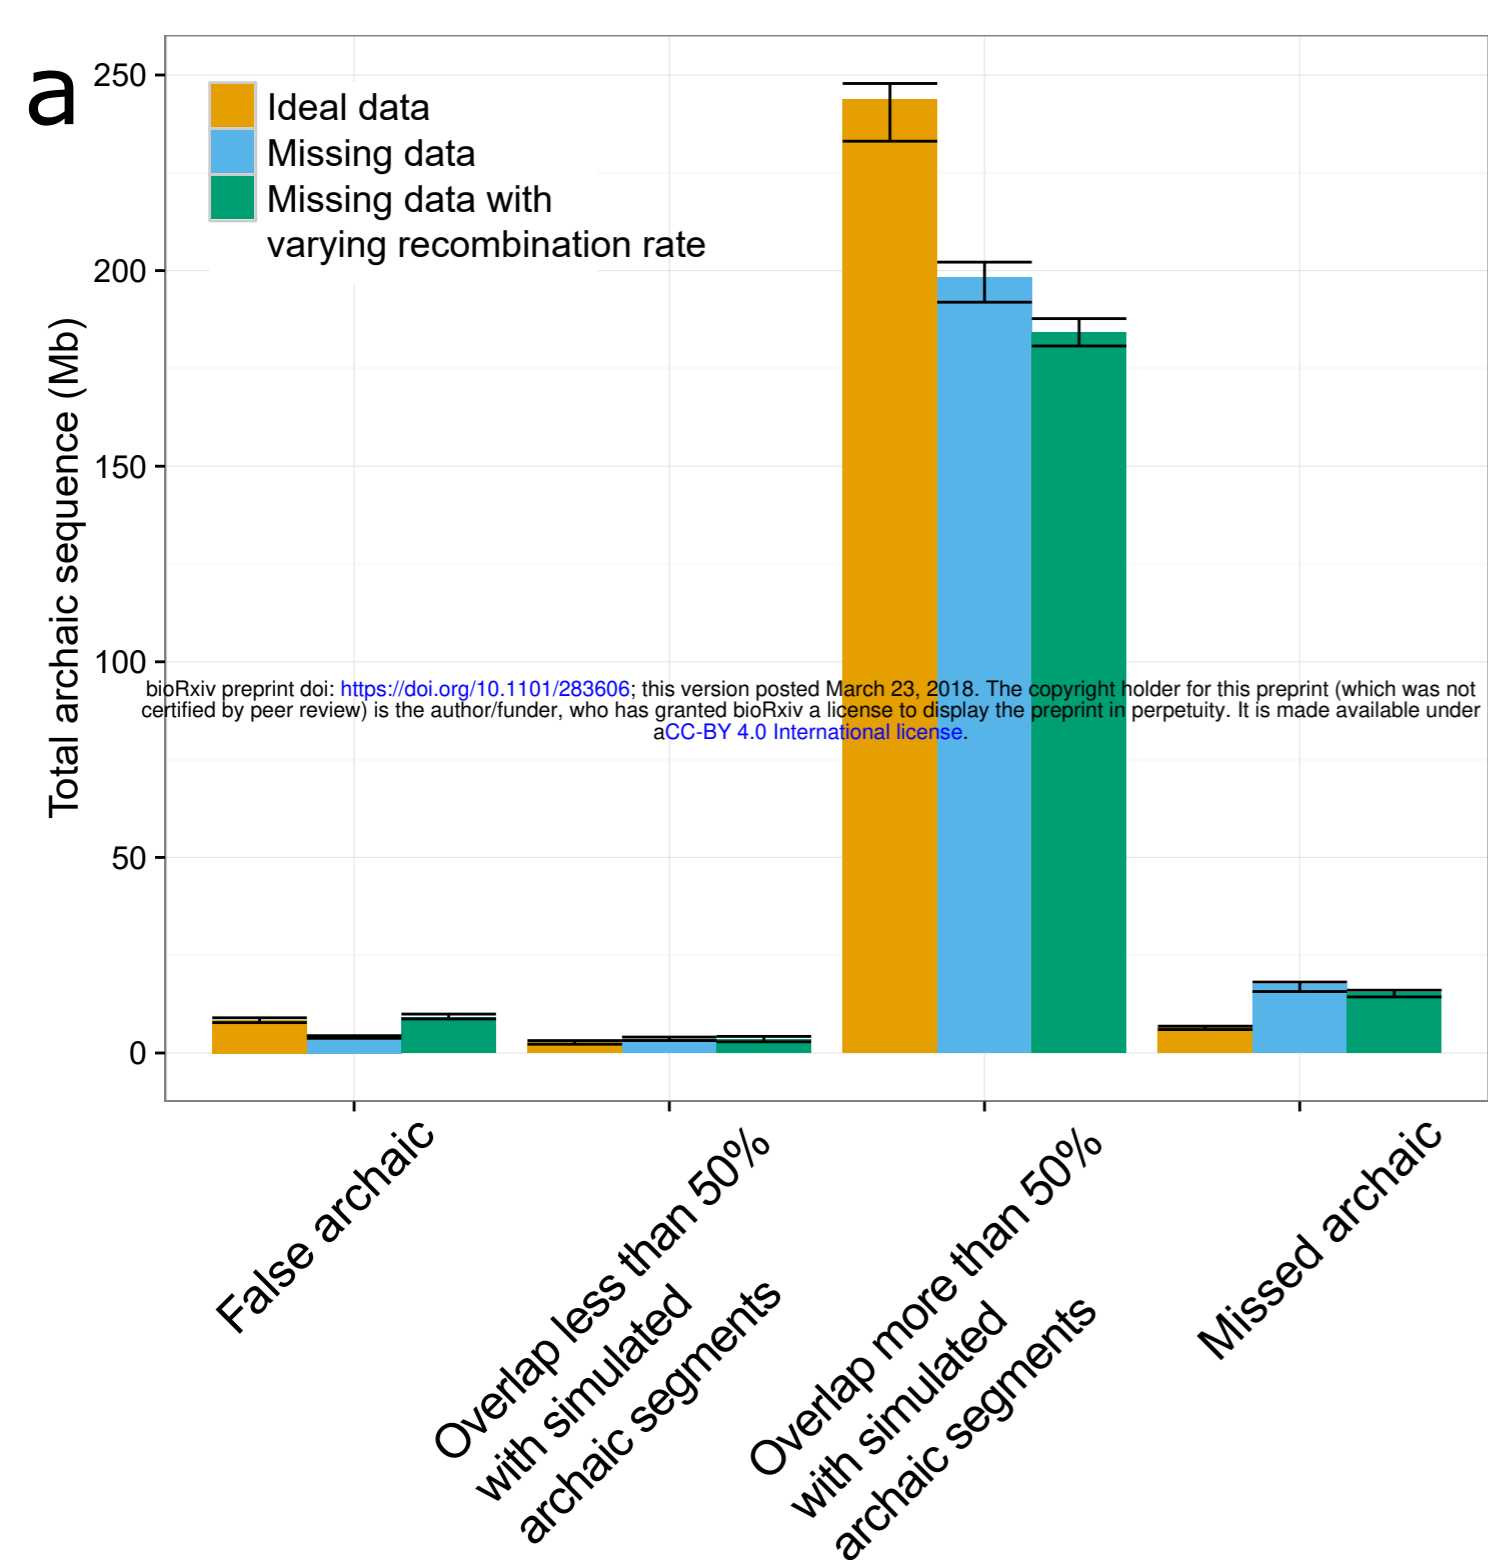 a
250
200
150
100
50
0
Total archaic sequence (Mb)
Ideal data
Missing data
Missing data with
varying recombination rate
bioRxiv preprint doi: https://doi.org/10.1101/283606; this version posted March 23, 2018. The copyright holder for this preprint (which was not
certified by peer review) is the author/funder, who has granted bioRxiv a license to display the preprint in perpetuity. It is made available under
aCC-BY 4.0 International license.
False archaic
Overlap less than 50%
with simulated
archaic segments
Overlap more than 50%
with simulated
archaic segments
Missed archaic